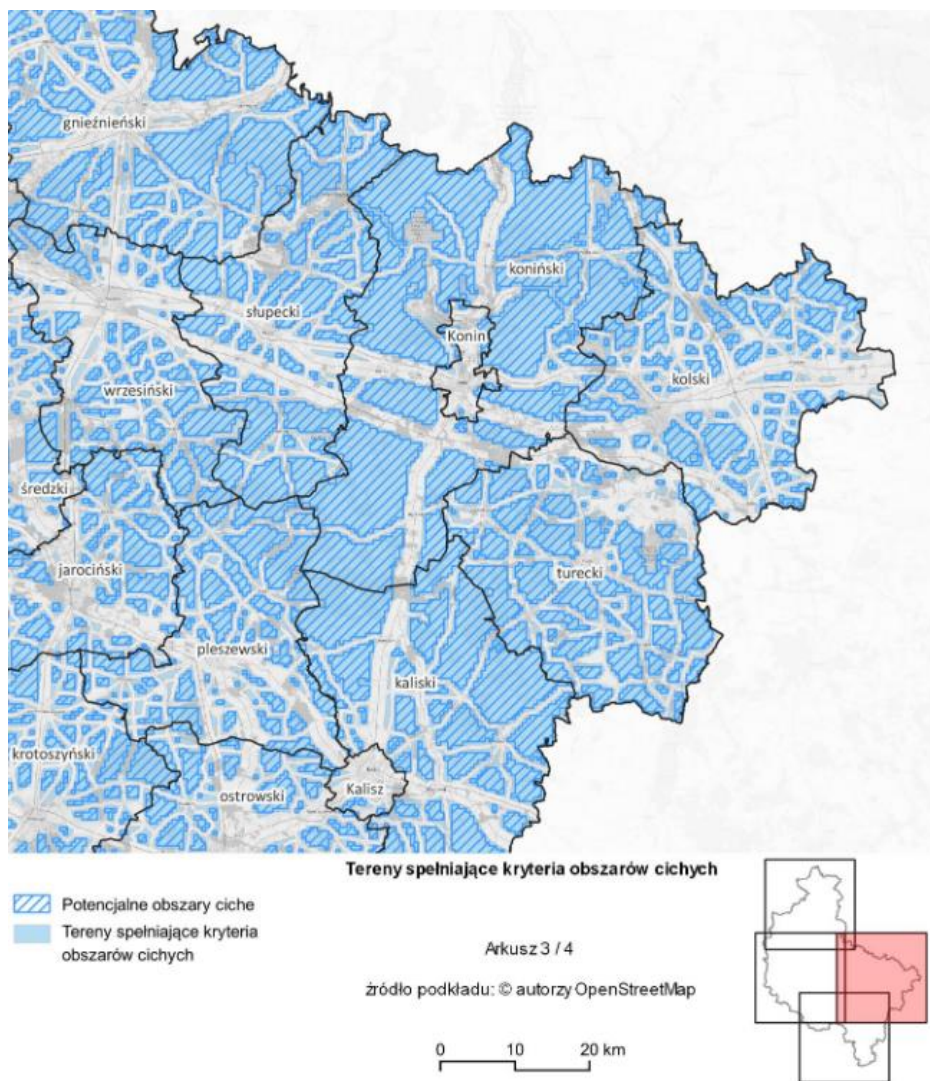 gnieźnieński
koniński
słupecki
Konin
wrzesiński
kolski
średzki
jarociński
turecki
pleszewski
kaliski
krotoszyński
ostrowski
Kalisz
Tereny spełniające kryteria obszarów cichych
Potencjalne obszary ciche
Tereny spełniające kryteria
obszarów cichych
Arkusz 3 / 4
źródło podkładu: © autorzy OpenStreetMap
0 10 20 km